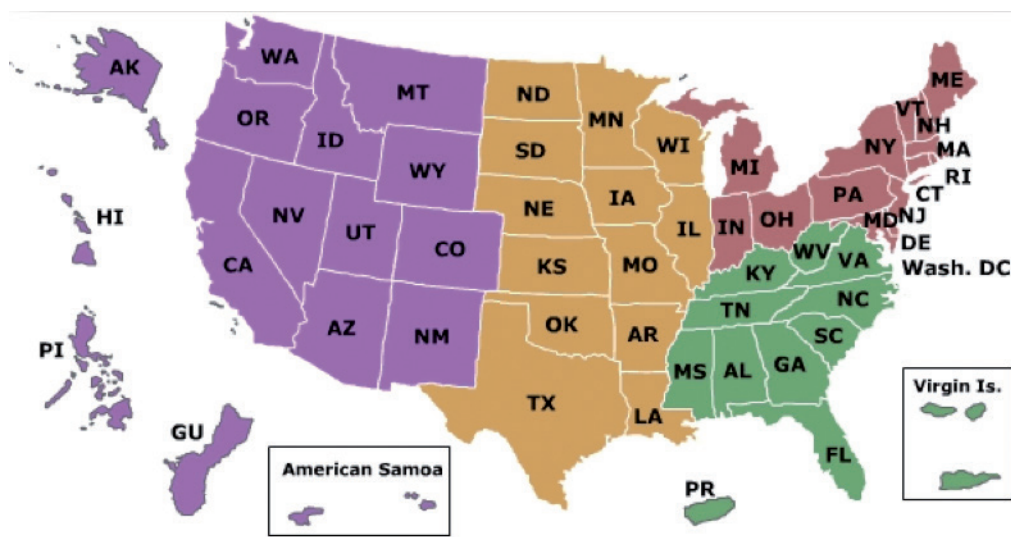 AK
WA
MT
ND
MN
ME
VT
NH
OR
ID
SD
WI
NY
MA
MI
RI
WY
CT
PA
NE
IA
HI
NV
NJ
IN
OH
MD
UT
IL
CO
DE
WV
VA
Wash. DC
CA
KS
MO
KY
NC
TN
AZ
OK
NM
AR
SC
PI
MS
AL
GA
Virgin Is.
TX
LA
GU
FL
American Samoa
PR